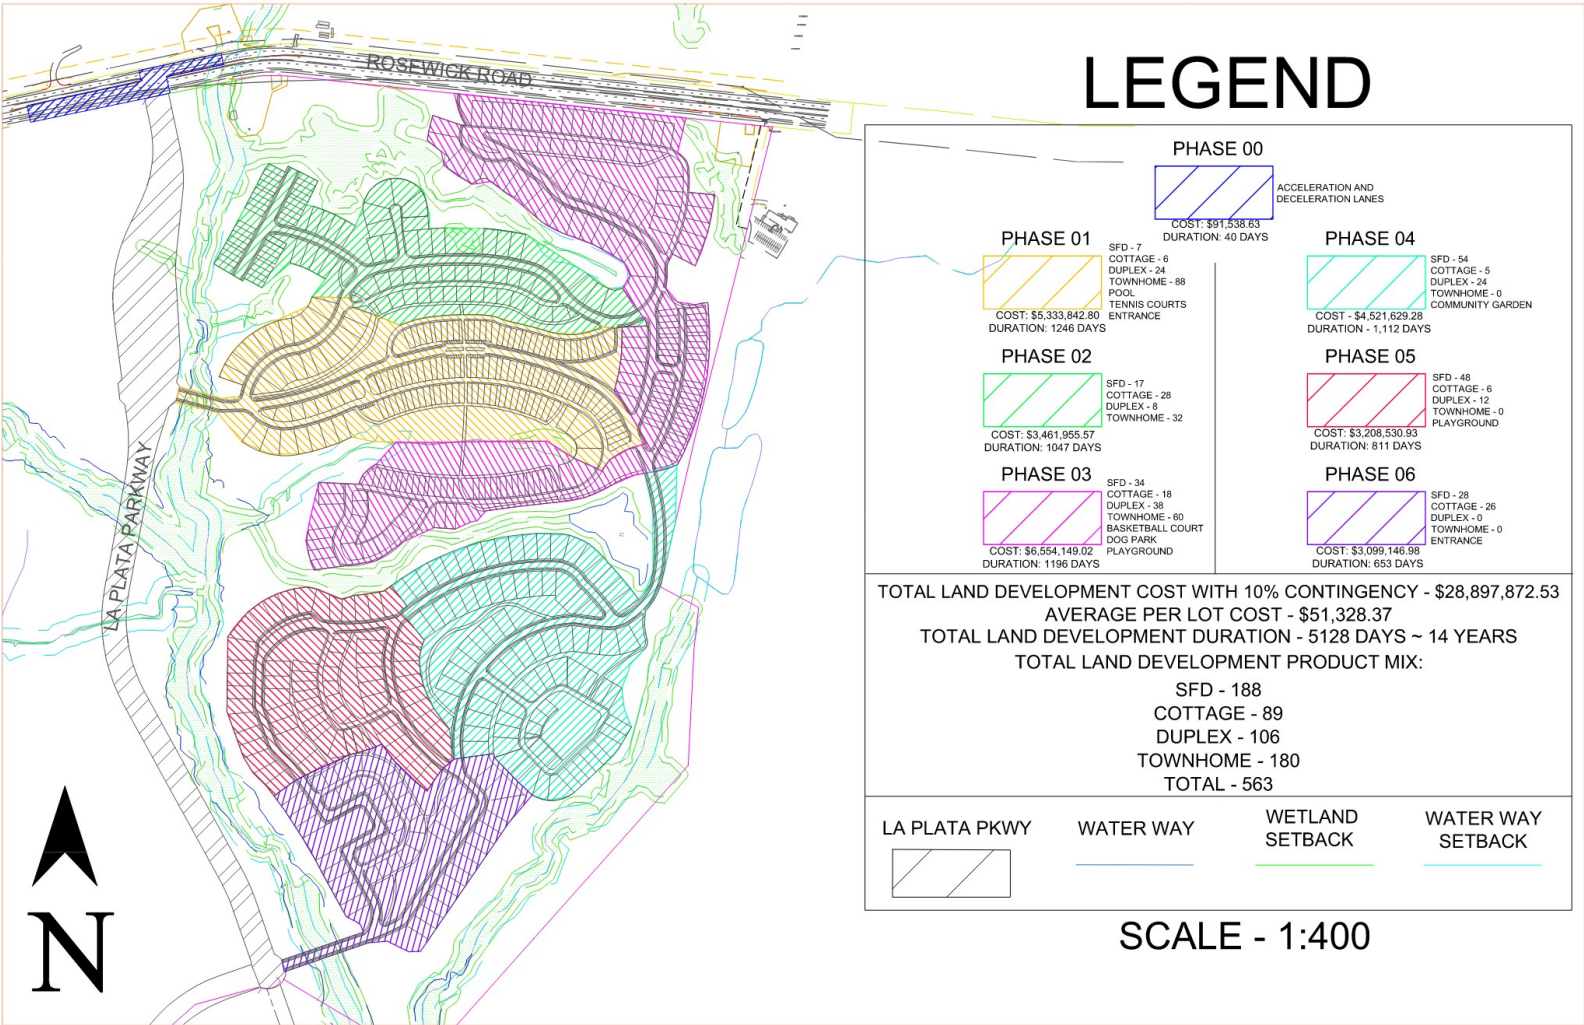 ROSEWICK ROAD
LA PLATA PARKWAY
N
LEGEND
PHASE 00
ACCELERATION AND
DECELERATION LANES
COST: $91,538.63
DURATION: 40 DAYS
PHASE 01
SFD - 7
COTTAGE - 6
DUPLEX - 24
TOWNHOME - 88
POOL
TENNIS COURTS
ENTRANCE
COST: $5,333,842.80
DURATION: 1246 DAYS
PHASE 02
SFD - 17
COTTAGE - 28
DUPLEX - 8
TOWNHOME - 32
COST: $3,461,955.57
DURATION: 1047 DAYS
PHASE 03
SFD - 34
COTTAGE - 18
DUPLEX - 38
TOWNHOME - 60
BASKETBALL COURT
DOG PARK
PLAYGROUND
COST: $6,554,149.02
DURATION: 1196 DAYS
PHASE 04
SFD - 54
COTTAGE - 5
DUPLEX - 24
TOWNHOME - 0
COMMUNITY GARDEN
COST - $4,521,629.28
DURATION - 1,112 DAYS
PHASE 05
SFD - 48
COTTAGE - 6
DUPLEX - 12
TOWNHOME - 0
PLAYGROUND
COST: $3,208,530.93
DURATION: 811 DAYS
PHASE 06
SFD - 28
COTTAGE - 26
DUPLEX - 0
TOWNHOME - 0
ENTRANCE
COST: $3,099,146.98
DURATION: 653 DAYS
TOTAL LAND DEVELOPMENT COST WITH 10% CONTINGENCY - $28,897,872.53
AVERAGE PER LOT COST - $51,328.37
TOTAL LAND DEVELOPMENT DURATION - 5128 DAYS ~ 14 YEARS
TOTAL LAND DEVELOPMENT PRODUCT MIX:
SFD - 188
COTTAGE - 89
DUPLEX - 106
TOWNHOME - 180
TOTAL - 563
LA PLATA PKWY
WATER WAY
WETLAND
SETBACK
WATER WAY
SETBACK
SCALE - 1:400